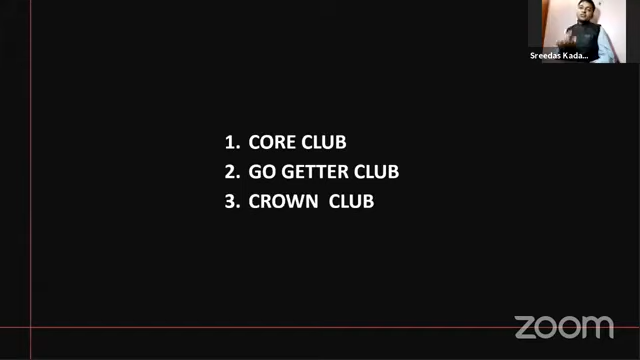 Sreedas Kada...
1. CORE CLUB
2. GO GETTER CLUB
3. CROWN CLUB
zoom